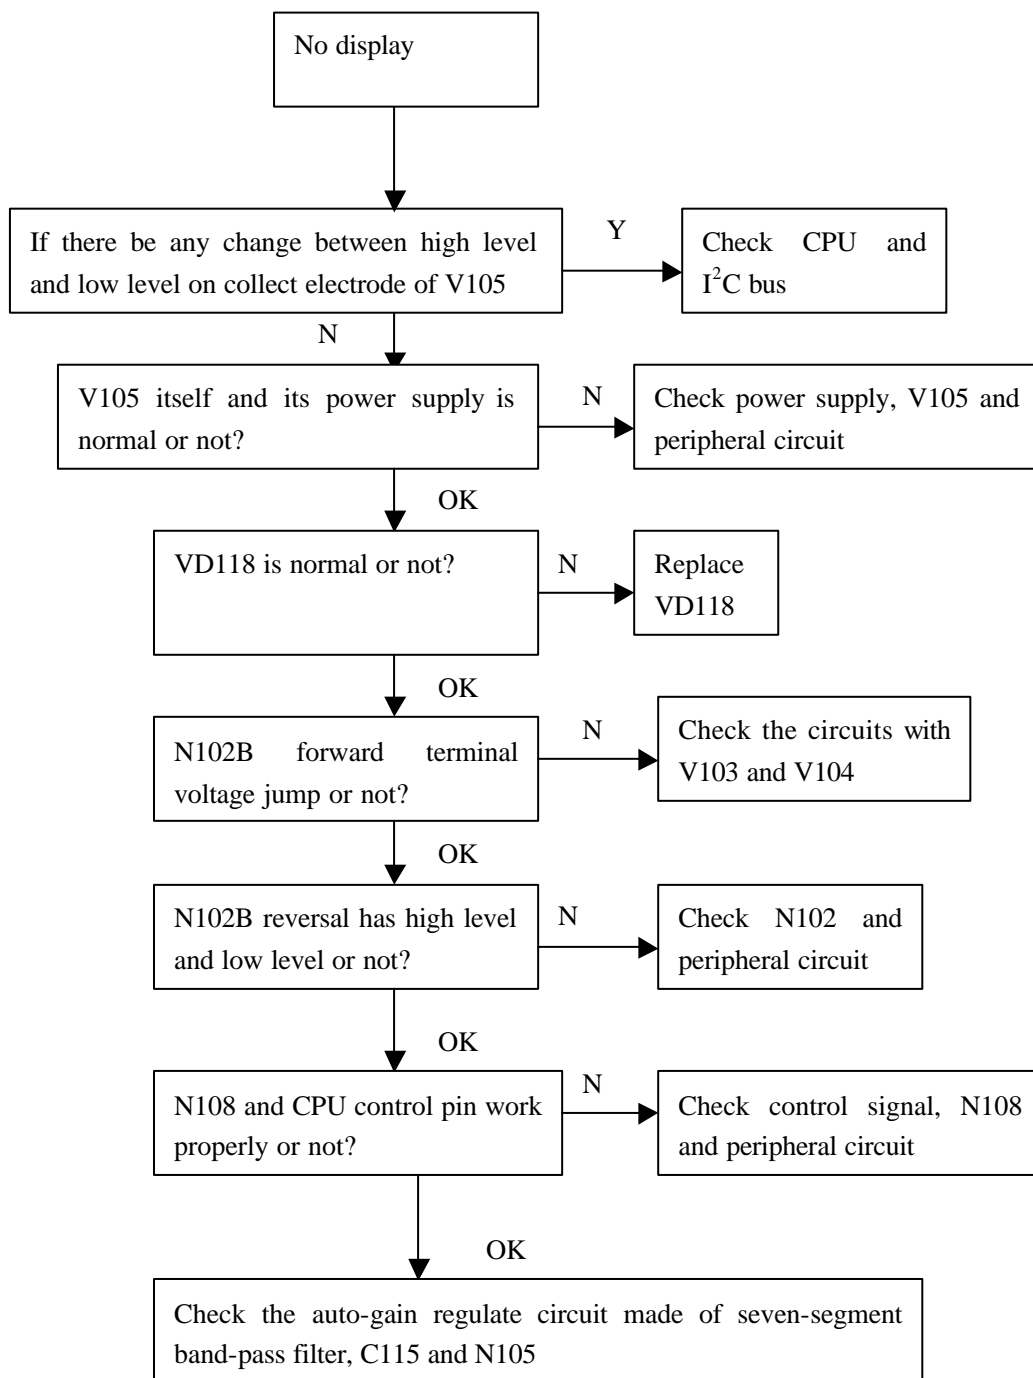 No display
If there be any change between high level
and low level on collect electrode of V105
Y
Check CPU and
I²C bus
N
V105 itself and its power supply is
normal or not?
N
Check power supply, V105 and
peripheral circuit
OK
VD118 is normal or not?
N
Replace
VD118
OK
N102B forward terminal
voltage jump or not?
N
Check the circuits with
V103 and V104
OK
N102B reversal has high level
and low level or not?
N
Check N102 and
peripheral circuit
OK
N108 and CPU control pin work
properly or not?
N
Check control signal, N108
and peripheral circuit
OK
Check the auto-gain regulate circuit made of seven-segment
band-pass filter, C115 and N105